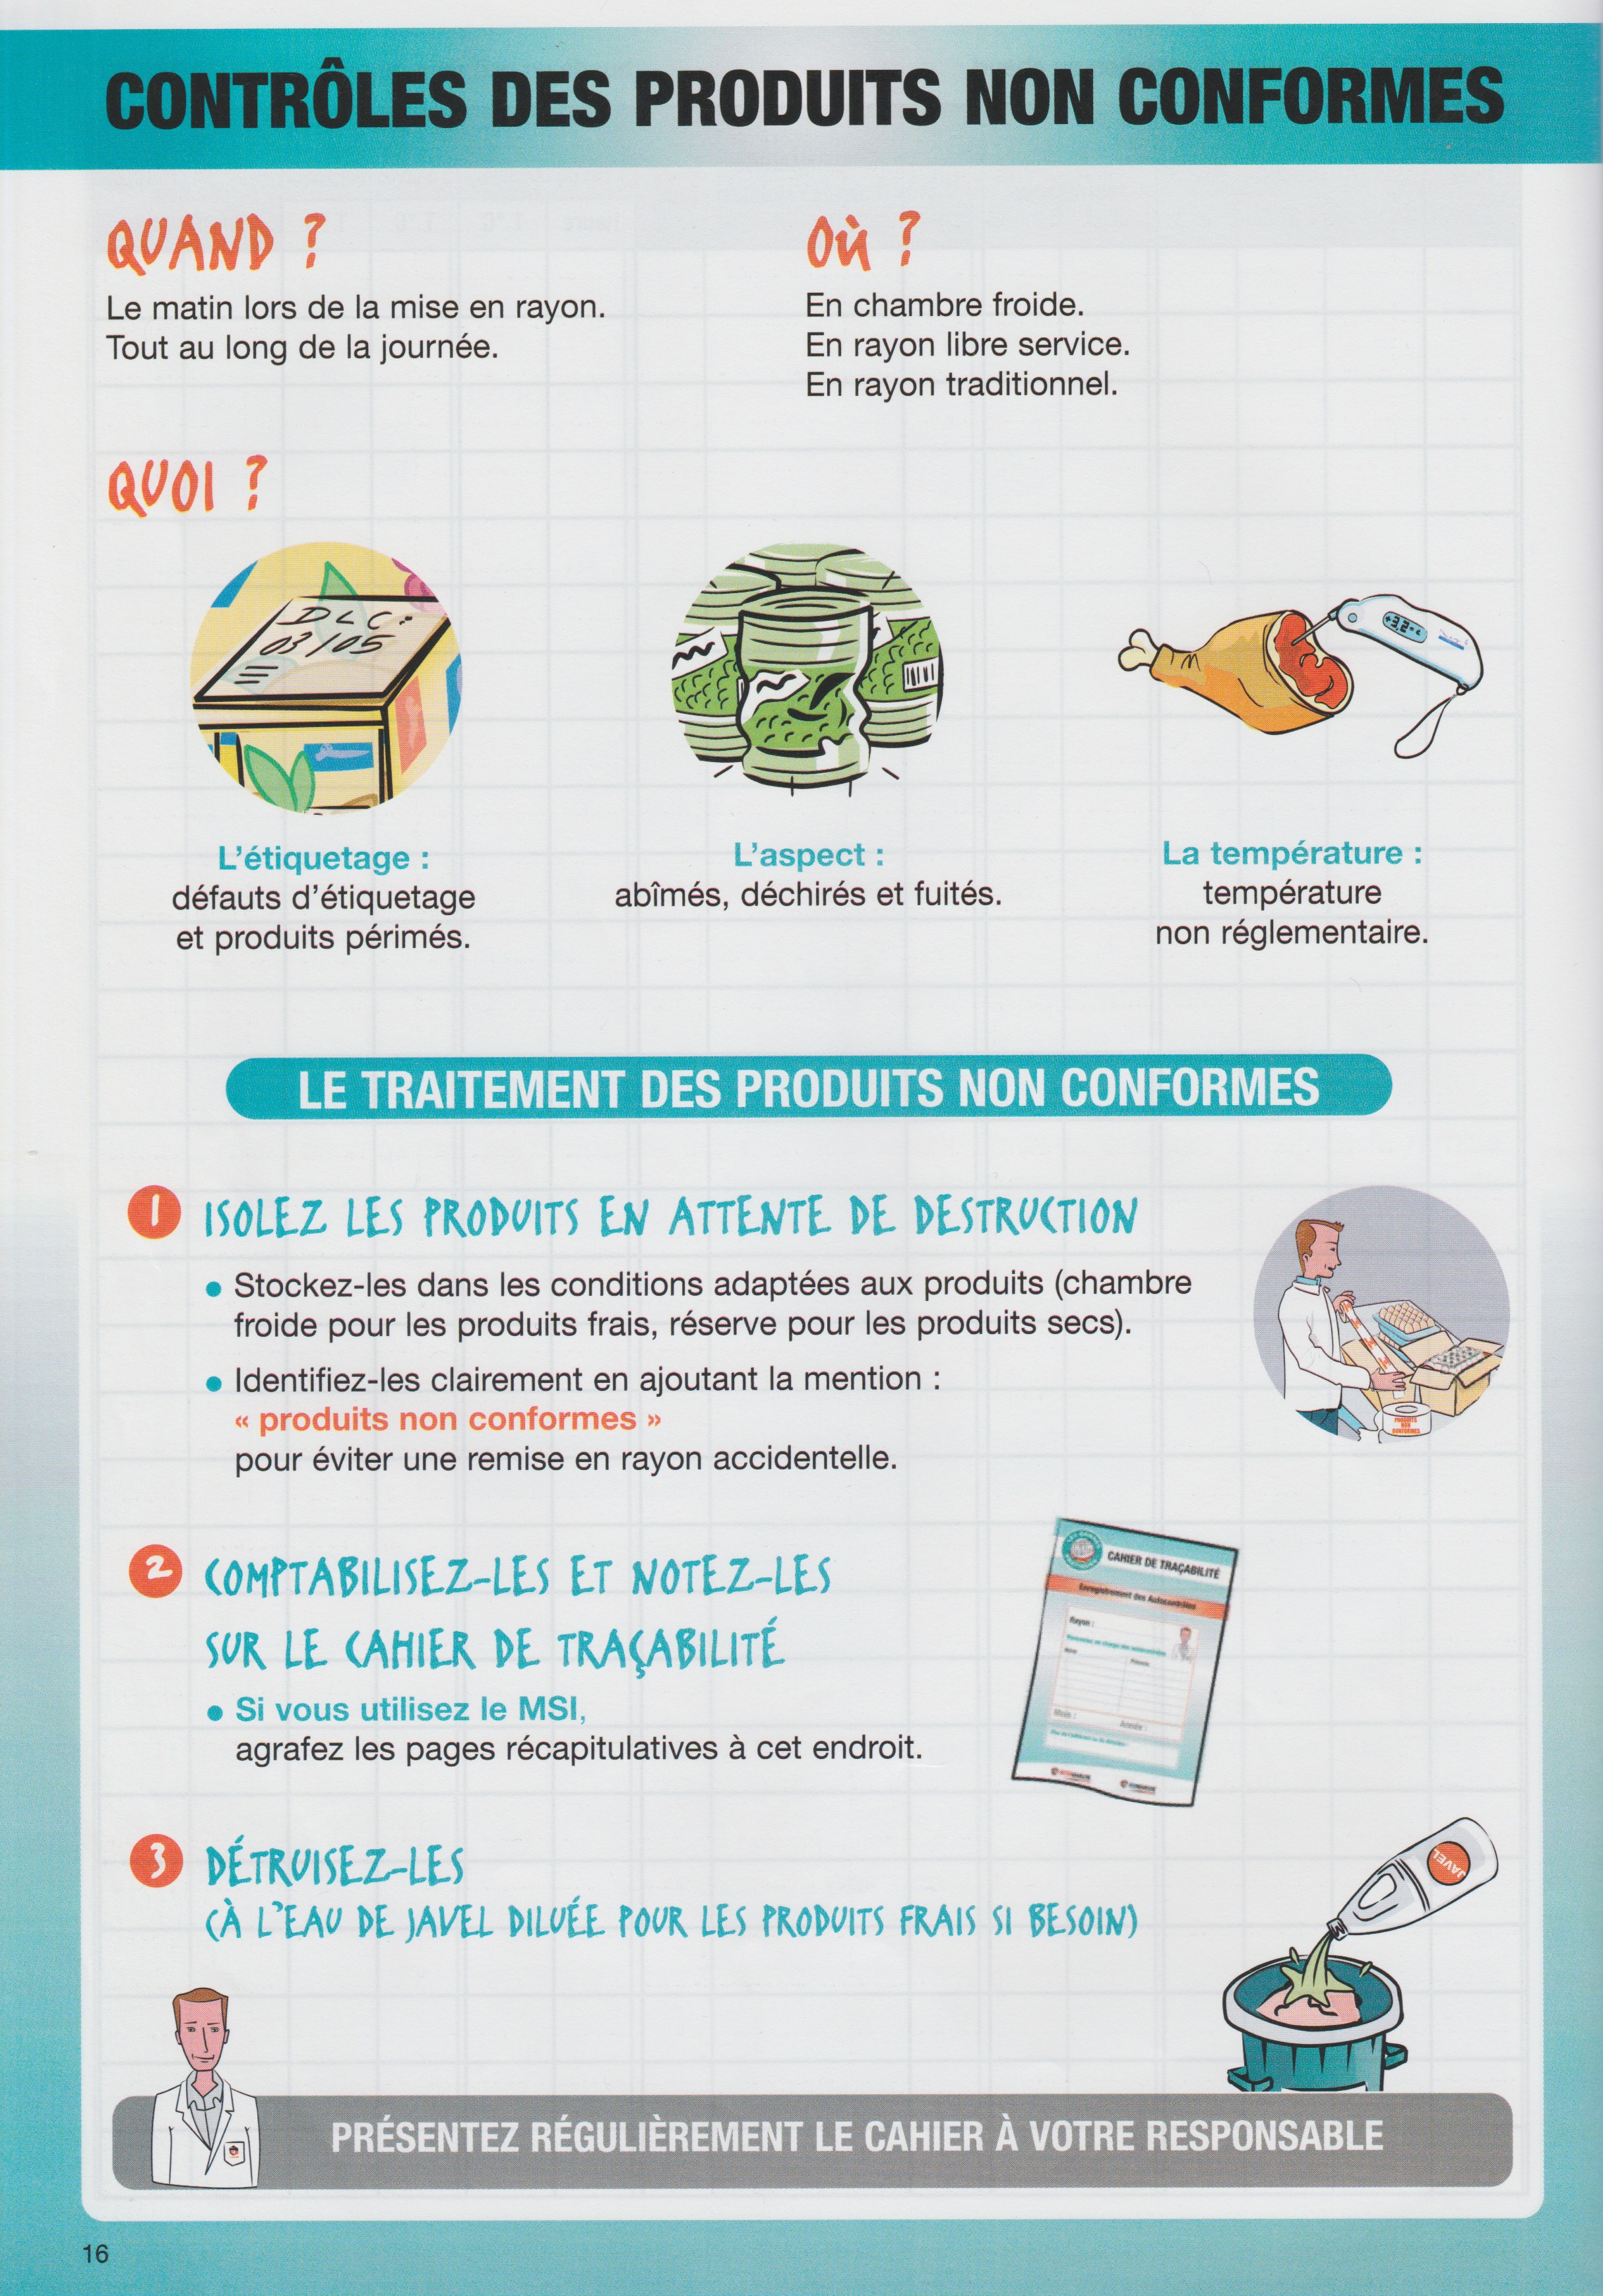 CONTRÔLES DES PRODUITS NON CONFORMES
QUAND ?
Le matin lors de la mise en rayon.
Tout au long de la journée.
Où ?
En chambre froide.
En rayon libre service.
En rayon traditionnel.
QUOI ?
DLC :
03/05
+3,2°C
L'étiquetage :
défauts d'étiquetage
et produits périmés.
L'aspect :
abîmés, déchirés et fuités.
La température :
température
non réglementaire.
LE TRAITEMENT DES PRODUITS NON CONFORMES
1 ISOLEZ LES PRODUITS EN ATTENTE DE DESTRUCTION
• Stockez-les dans les conditions adaptées aux produits (chambre
froide pour les produits frais, réserve pour les produits secs).
• Identifiez-les clairement en ajoutant la mention :
« produits non conformes »
pour éviter une remise en rayon accidentelle.
PRODUITS
NON
CONFORMES
2 COMPTABILISEZ-LES ET NOTEZ-LES
SUR LE CAHIER DE TRAÇABILITÉ
• Si vous utilisez le MSI,
agrafez les pages récapitulatives à cet endroit.
CAHIER DE TRAÇABILITÉ
Enregistrement des Autocontrôles
Rayon :
Mois :
Année :
3 DÉTRUISEZ-LES
(À L'EAU DE JAVEL DILUÉE POUR LES PRODUITS FRAIS SI BESOIN)
JAVEL
PRÉSENTEZ RÉGULIÈREMENT LE CAHIER À VOTRE RESPONSABLE
16